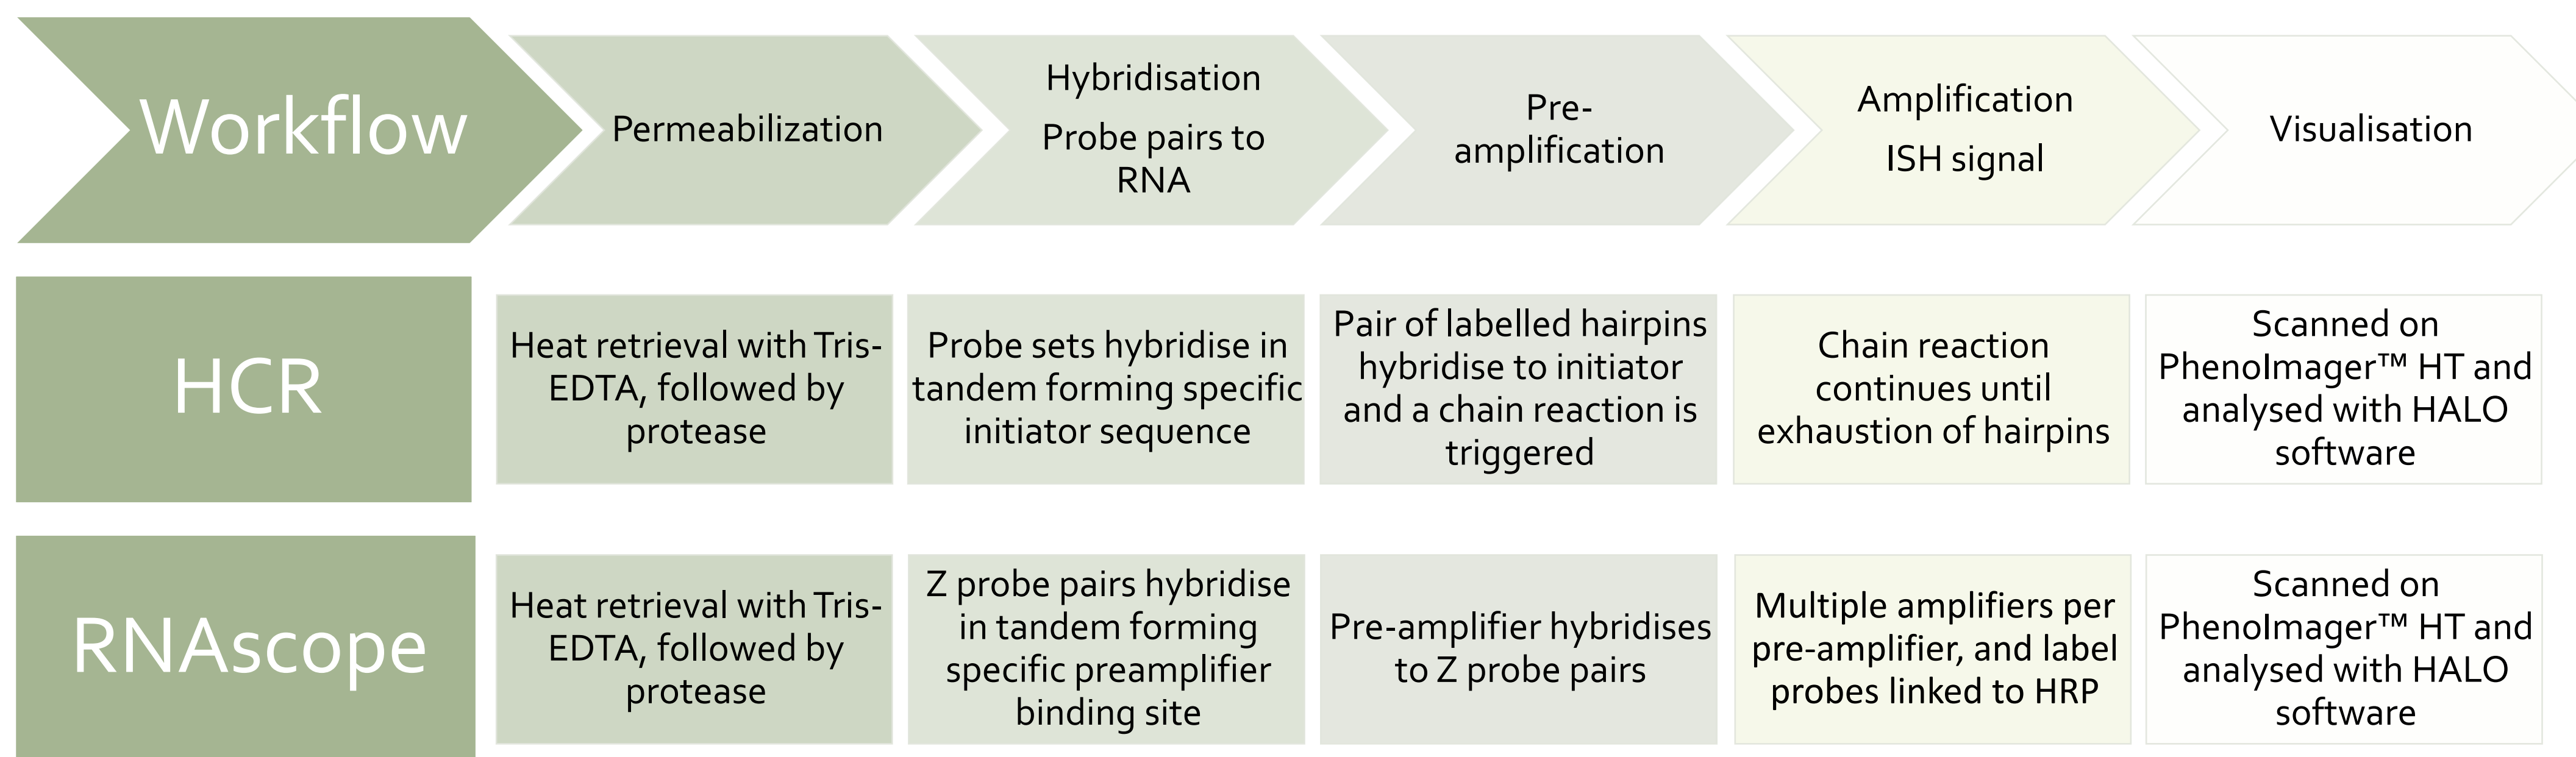 Workflow
Permeabilization
Hybridisation
Probe pairs to
RNA
Pre-
amplification
Amplification
ISH signal
Visualisation
HCR
Heat retrieval with Tris-
EDTA, followed by
protease
Probe sets hybridise in
tandem forming specific
initiator sequence
Pair of labelled hairpins
hybridise to initiator
and a chain reaction is
triggered
Chain reaction
continues until
exhaustion of hairpins
Scanned on
PhenoImager™ HT and
analysed with HALO
software
RNAscope
Heat retrieval with Tris-
EDTA, followed by
protease
Z probe pairs hybridise
in tandem forming
specific preamplifier
binding site
Pre-amplifier hybridises
to Z probe pairs
Multiple amplifiers per
pre-amplifier, and label
probes linked to HRP
Scanned on
PhenoImager™ HT and
analysed with HALO
software